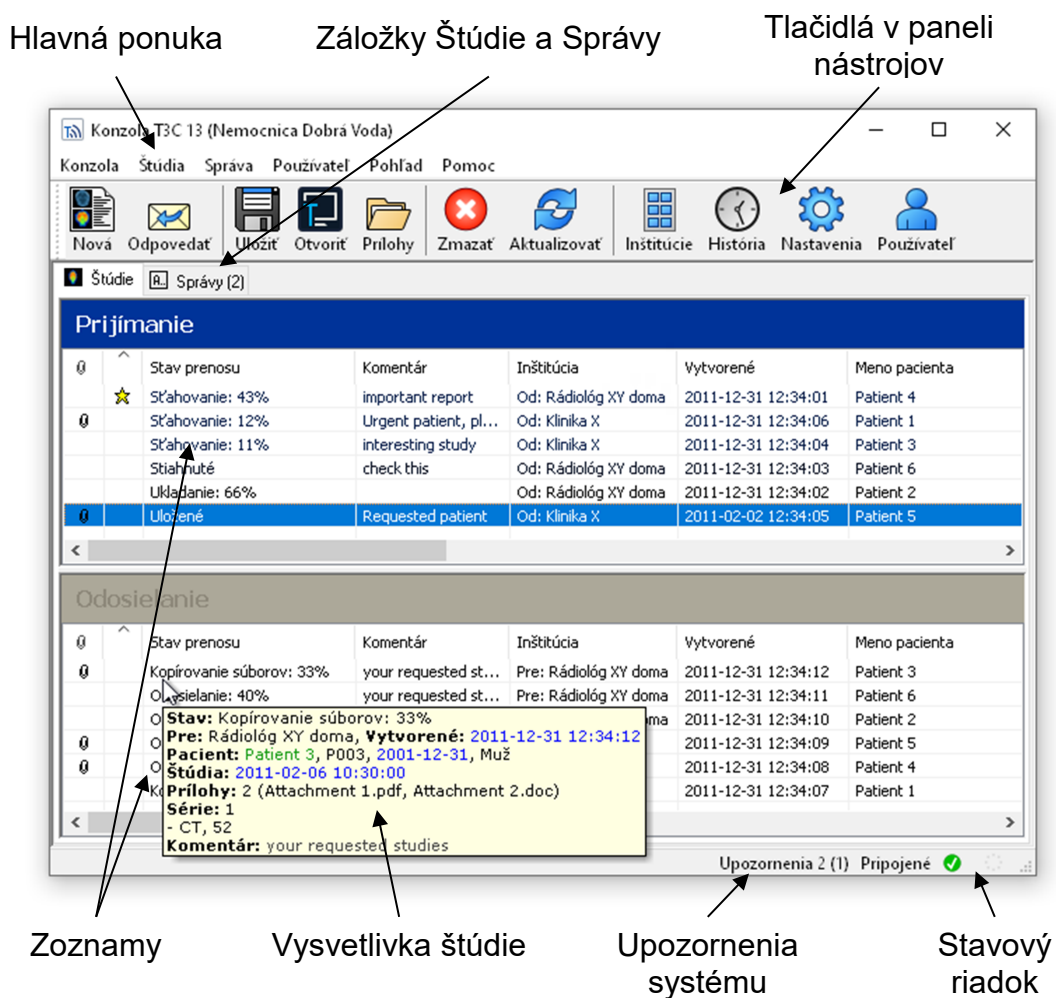 Hlavná ponuka
Záložky Štúdie a Správy
Tlačidlá v paneli
nástrojov
Konzola T3C 13 (Nemocnica Dobrá Voda)
Konzola Štúdia Správa Používateľ Pohľad Pomoc
Nová Odpovedať Uložiť Otvoriť Prílohy Zmazať Aktualizovať Inštitúcie História Nastavenia Používateľ
Štúdie Správy (2)
Prijímanie
Stav prenosu Komentár Inštitúcia Vytvorené Meno pacienta
Sťahovanie: 43% important report Od: Rádiológ XY doma 2011-12-31 12:34:01 Patient 4
Sťahovanie: 12% Urgent patient, pl... Od: Klinika X 2011-12-31 12:34:06 Patient 1
Sťahovanie: 11% interesting study Od: Klinika X 2011-12-31 12:34:04 Patient 3
Stiahnuté check this Od: Rádiológ XY doma 2011-12-31 12:34:03 Patient 6
Ukladanie: 66% Od: Rádiológ XY doma 2011-12-31 12:34:02 Patient 2
Uložené Requested patient Od: Klinika X 2011-02-02 12:34:05 Patient 5
Odosielanie
Stav prenosu Komentár Inštitúcia Vytvorené Meno pacienta
Kopírovanie súborov: 33% your requested st... Pre: Rádiológ XY doma 2011-12-31 12:34:12 Patient 3
Odosielanie: 40% your requested st... Pre: Rádiológ XY doma 2011-12-31 12:34:11 Patient 6
2011-12-31 12:34:10 Patient 2
2011-12-31 12:34:09 Patient 5
2011-12-31 12:34:08 Patient 4
2011-12-31 12:34:07 Patient 1
Stav: Kopírovanie súborov: 33%
Pre: Rádiológ XY doma, Vytvorené: 2011-12-31 12:34:12
Pacient: Patient 3, P003, 2001-12-31, Muž
Štúdia: 2011-02-06 10:30:00
Prílohy: 2 (Attachment 1.pdf, Attachment 2.doc)
Série: 1
- CT, 52
Komentár: your requested studies
Upozornenia 2 (1) Pripojené
Zoznamy
Vysvetlivka štúdie
Upozornenia
systému
Stavový
riadok